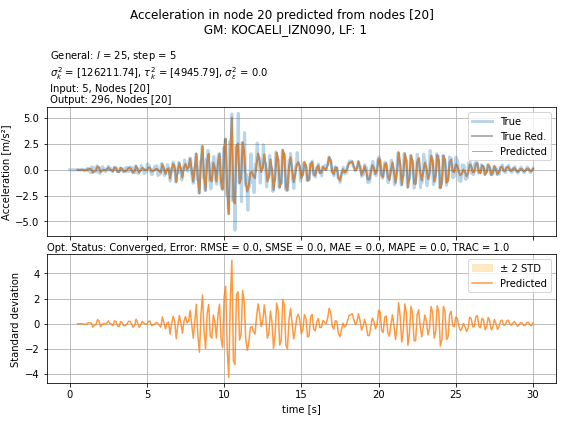 Acceleration in node 20 predicted from nodes [20]
GM: KOCAELI_IZN090, LF: 1
General: l = 25, step = 5
σ²ₖ = [126211.74], τ²ₖ = [4945.79], σ²ε = 0.0
Input: 5, Nodes [20]
Output: 296, Nodes [20]
Acceleration [m/s²]
5.0
2.5
0.0
−2.5
−5.0
True
True Red.
Predicted
Opt. Status: Converged, Error: RMSE = 0.0, SMSE = 0.0, MAE = 0.0, MAPE = 0.0, TRAC = 1.0
Standard deviation
4
2
0
−2
−4
± 2 STD
Predicted
0 5 10 15 20 25 30
time [s]